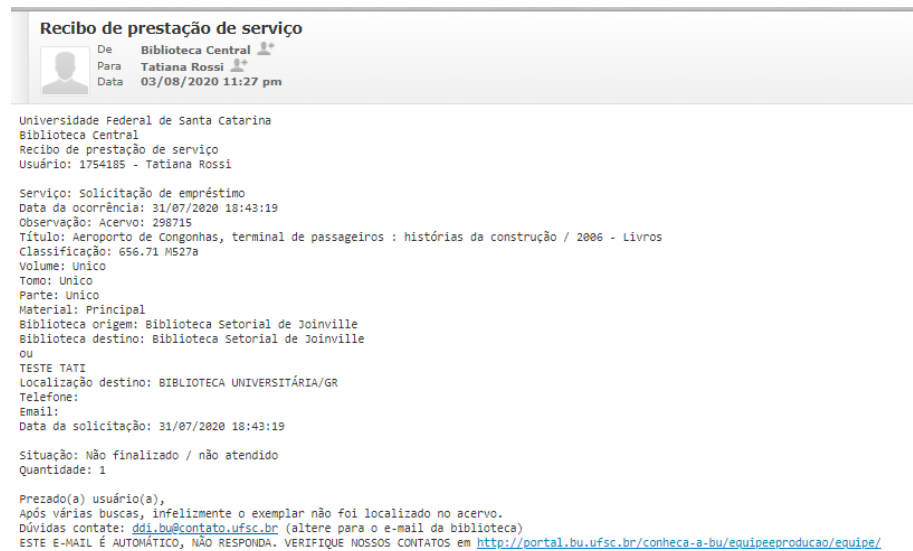 Recibo de prestação de serviço
De Biblioteca Central
Para Tatiana Rossi
Data 03/08/2020 11:27 pm
Universidade Federal de Santa Catarina
Biblioteca Central
Recibo de prestação de serviço
Usuário: 1754185 - Tatiana Rossi
Serviço: Solicitação de empréstimo
Data da ocorrência: 31/07/2020 18:43:19
Observação: Acervo: 298715
Título: Aeroporto de Congonhas, terminal de passageiros : histórias da construção / 2006 - Livros
Classificação: 656.71 M527a
Volume: Unico
Tomo: Unico
Parte: Unico
Material: Principal
Biblioteca origem: Biblioteca Setorial de Joinville
Biblioteca destino: Biblioteca Setorial de Joinville
ou
TESTE TATI
Localização destino: BIBLIOTECA UNIVERSITÁRIA/GR
Telefone:
Email:
Data da solicitação: 31/07/2020 18:43:19
Situação: Não finalizado / não atendido
Quantidade: 1
Prezado(a) usuário(a),
Após várias buscas, infelizmente o exemplar não foi localizado no acervo.
Dúvidas contate: ddi.bu@contato.ufsc.br (altere para o e-mail da biblioteca)
ESTE E-MAIL É AUTOMÁTICO, NÃO RESPONDA. VERIFIQUE NOSSOS CONTATOS em http://portal.bu.ufsc.br/conheca-a-bu/equipeeproducao/equipe/